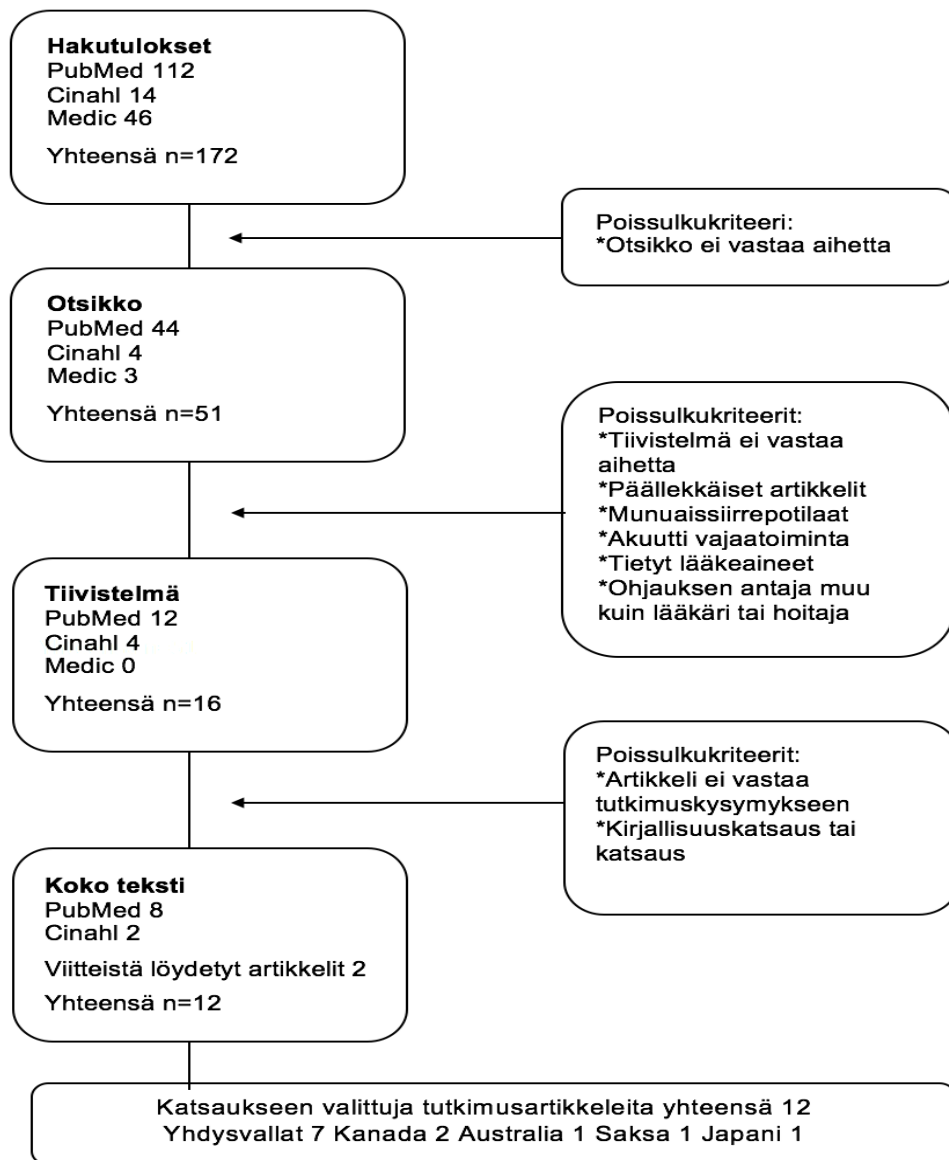 Hakutulokset
PubMed 112
Cinahl 14
Medic 46
Yhteensä n=172
Poissulkukriteeri:
*Otsikko ei vastaa aihetta
Otsikko
PubMed 44
Cinahl 4
Medic 3
Yhteensä n=51
Poissulkukriteerit:
*Tiivistelmä ei vastaa
aihetta
*Päällekkäiset artikkelit
*Munuaissiirrepotilaat
*Akuutti vajaatoiminta
*Tietyt lääkeaineet
*Ohjauksen antaja muu
kuin lääkäri tai hoitaja
Tiivistelmä
PubMed 12
Cinahl 4
Medic 0
Yhteensä n=16
Poissulkukriteerit:
*Artikkeli ei vastaa
tutkimuskysymykseen
*Kirjallisuuskatsaus tai
katsaus
Koko teksti
PubMed 8
Cinahl 2
Viitteistä löydetyt artikkelit 2
Yhteensä n=12
Katsaukseen valittuja tutkimusartikkeleita yhteensä 12
Yhdysvallat 7 Kanada 2 Australia 1 Saksa 1 Japani 1